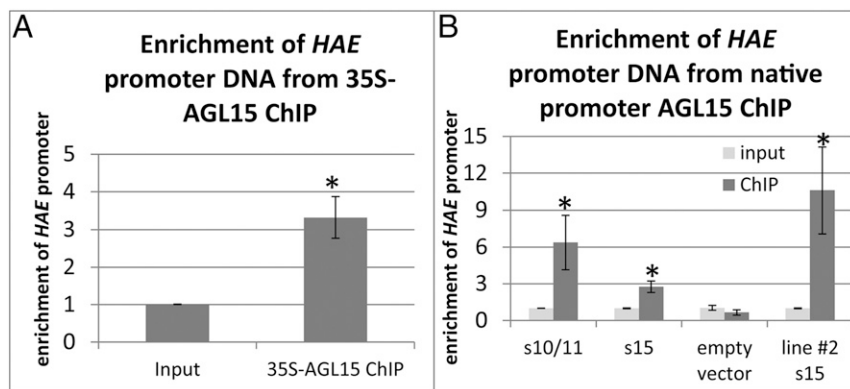 A
Enrichment of HAE
promoter DNA from 35S-
AGL15 ChIP
enrichment of HAE promoter
5
4
3
2
1
0
*
Input
35S-AGL15 ChIP
B
Enrichment of HAE
promoter DNA from native
promoter AGL15 ChIP
enrichment of HAE promoter
15
12
9
6
3
0
input
ChIP
*
*
*
s10/11
s15
empty
vector
line #2
s15